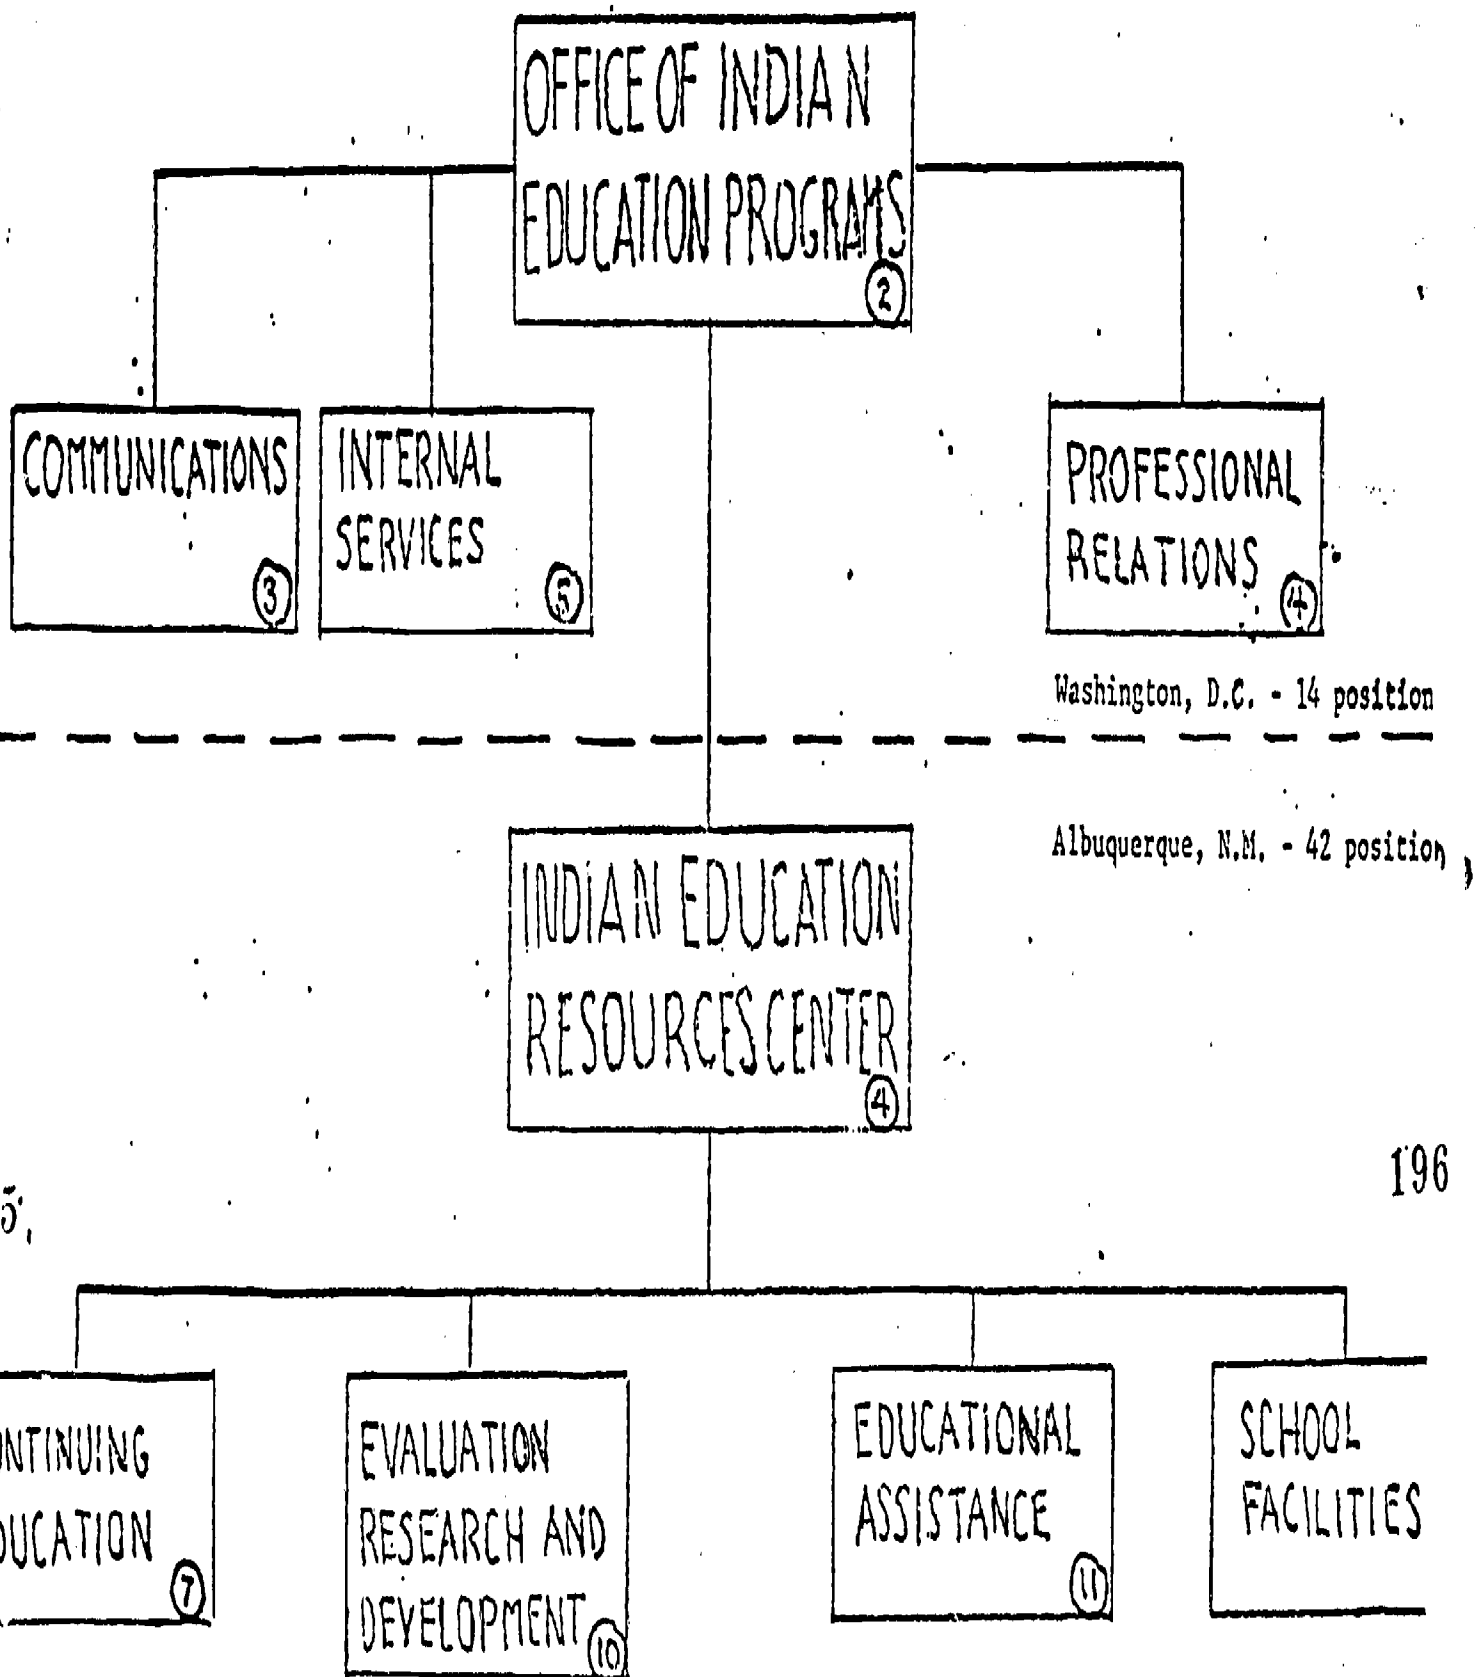 OFFICE OF INDIAN
EDUCATION PROGRAMS
2
COMMUNICATIONS
3
INTERNAL
SERVICES
5
PROFESSIONAL
RELATIONS
4
Washington, D.C. - 14 position
Albuquerque, N.M. - 42 position
INDIAN EDUCATION
RESOURCES CENTER
4
196
5
ONTINUING
DUCATION
7
EVALUATION
RESEARCH AND
DEVELOPMENT
10
EDUCATIONAL
ASSISTANCE
11
SCHOOL
FACILITIES